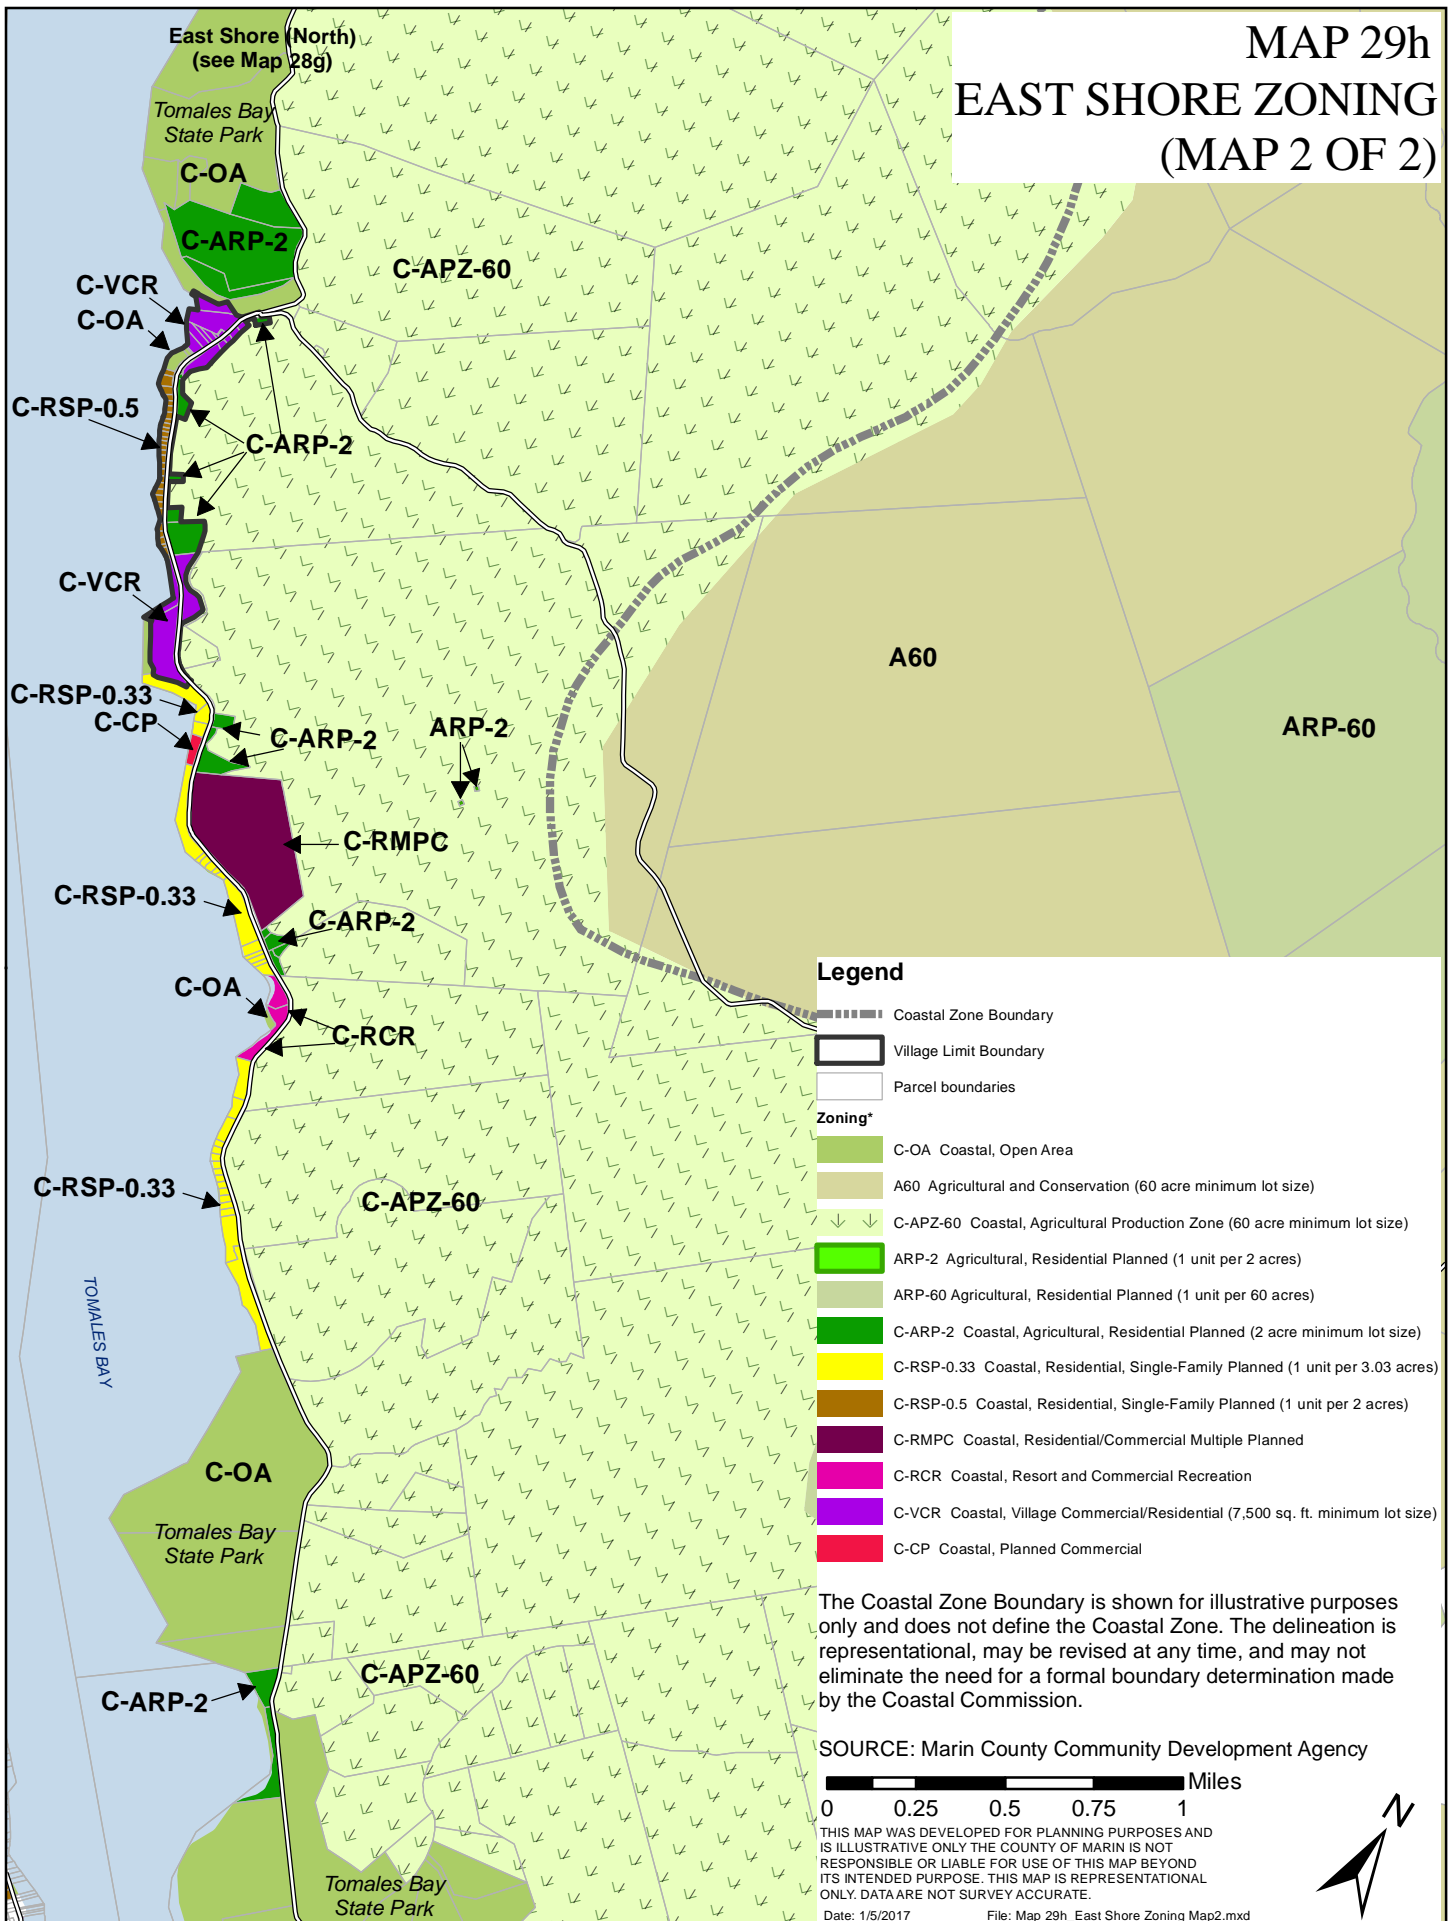 MAP 29h
EAST SHORE ZONING
(MAP 2 OF 2)
East Shore (North)
(see Map 28g)
Tomales Bay
State Park
C-OA
C-ARP-2
C-APZ-60
C-VCR
C-OA
C-RSP-0.5
C-ARP-2
C-VCR
A60
C-RSP-0.33
C-CP
C-ARP-2
ARP-2
ARP-60
C-RMPC
C-RSP-0.33
C-ARP-2
C-OA
C-RCR
C-RSP-0.33
C-APZ-60
TOMALES BAY
C-OA
Tomales Bay
State Park
C-APZ-60
C-ARP-2
Tomales Bay
State Park
Legend
Coastal Zone Boundary
Village Limit Boundary
Parcel boundaries
Zoning*
C-OA Coastal, Open Area
A60 Agricultural and Conservation (60 acre minimum lot size)
C-APZ-60 Coastal, Agricultural Production Zone (60 acre minimum lot size)
ARP-2 Agricultural, Residential Planned (1 unit per 2 acres)
ARP-60 Agricultural, Residential Planned (1 unit per 60 acres)
C-ARP-2 Coastal, Agricultural, Residential Planned (2 acre minimum lot size)
C-RSP-0.33 Coastal, Residential, Single-Family Planned (1 unit per 3.03 acres)
C-RSP-0.5 Coastal, Residential, Single-Family Planned (1 unit per 2 acres)
C-RMPC Coastal, Residential/Commercial Multiple Planned
C-RCR Coastal, Resort and Commercial Recreation
C-VCR Coastal, Village Commercial/Residential (7,500 sq. ft. minimum lot size)
C-CP Coastal, Planned Commercial
The Coastal Zone Boundary is shown for illustrative purposes
only and does not define the Coastal Zone. The delineation is
representational, may be revised at any time, and may not
eliminate the need for a formal boundary determination made
by the Coastal Commission.
SOURCE: Marin County Community Development Agency
Miles
0 0.25 0.5 0.75 1
N
THIS MAP WAS DEVELOPED FOR PLANNING PURPOSES AND
IS ILLUSTRATIVE ONLY THE COUNTY OF MARIN IS NOT
RESPONSIBLE OR LIABLE FOR USE OF THIS MAP BEYOND
ITS INTENDED PURPOSE. THIS MAP IS REPRESENTATIONAL
ONLY. DATA ARE NOT SURVEY ACCURATE.
Date: 1/5/2017 File: Map 29h East Shore Zoning Map2.mxd